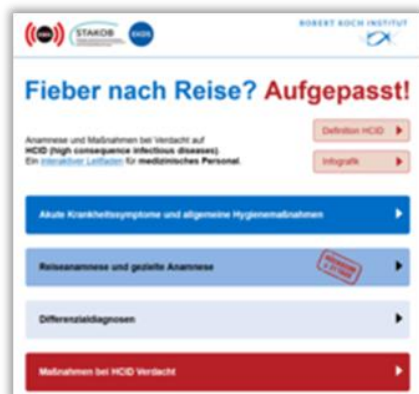 STAKOB
ROBERT KOCH INSTITUT
Fieber nach Reise? Aufgepasst!
Anamnese und Maßnahmen bei Verdacht auf
HCID (high consequence infectious diseases).
Ein interaktiver Leitfaden für medizinisches Personal.
Definition HCID
Infografik
Akute Krankheitssymptome und allgemeine Hygienemaßnahmen
Reiseanamnese und gezielte Anamnese
Differenzialdiagnosen
Maßnahmen bei HCID Verdacht